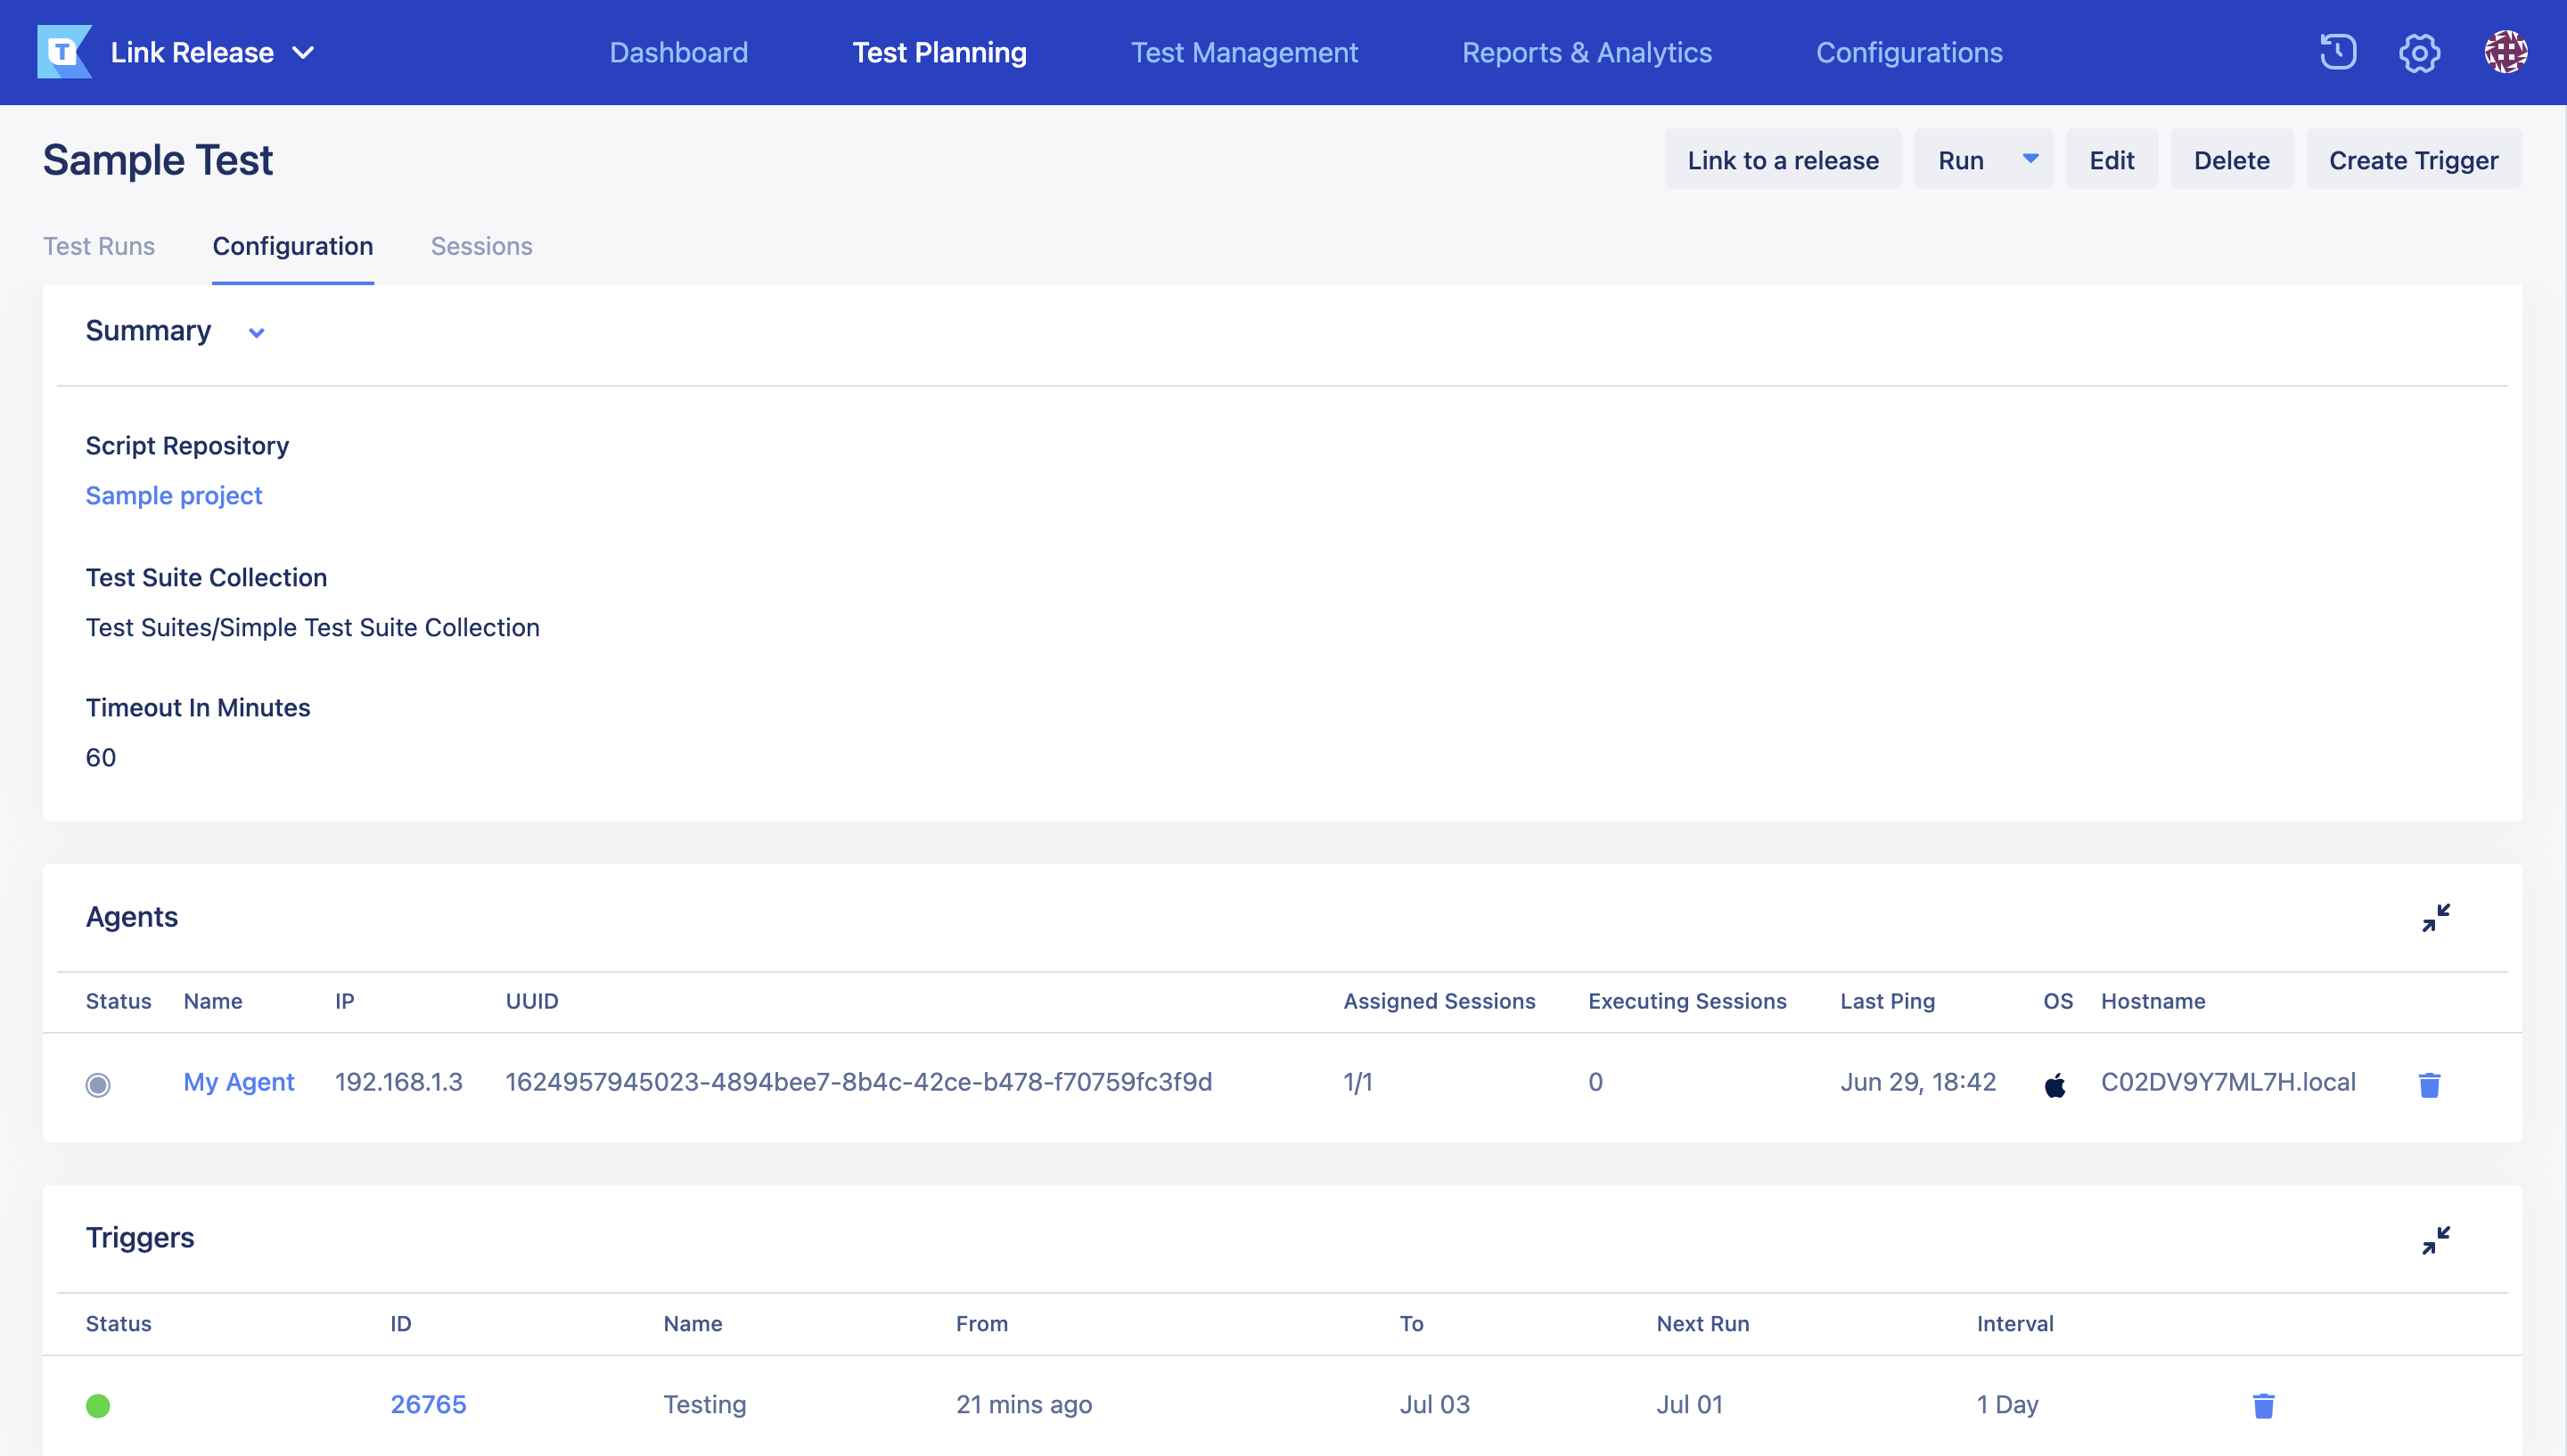 T Link Release
Dashboard Test Planning Test Management Reports & Analytics Configurations
Sample Test
Link to a release Run Edit Delete Create Trigger
Test Runs Configuration Sessions
Summary
Script Repository
Sample project
Test Suite Collection
Test Suites/Simple Test Suite Collection
Timeout In Minutes
60
Agents
Status Name IP UUID Assigned Sessions Executing Sessions Last Ping OS Hostname
My Agent 192.168.1.3 1624957945023-4894bee7-8b4c-42ce-b478-f70759fc3f9d 1/1 0 Jun 29, 18:42 C02DV9Y7ML7H.local
Triggers
Status ID Name From To Next Run Interval
26765 Testing 21 mins ago Jul 03 Jul 01 1 Day